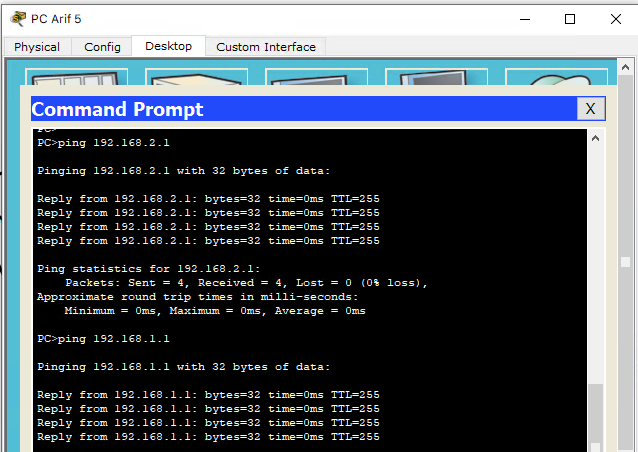 PC Arif 5
Physical Config Desktop Custom Interface
Command Prompt X
PC>
PC>ping 192.168.2.1
Pinging 192.168.2.1 with 32 bytes of data:
Reply from 192.168.2.1: bytes=32 time=0ms TTL=255
Reply from 192.168.2.1: bytes=32 time=0ms TTL=255
Reply from 192.168.2.1: bytes=32 time=0ms TTL=255
Reply from 192.168.2.1: bytes=32 time=0ms TTL=255
Ping statistics for 192.168.2.1:
Packets: Sent = 4, Received = 4, Lost = 0 (0% loss),
Approximate round trip times in milli-seconds:
Minimum = 0ms, Maximum = 0ms, Average = 0ms
PC>ping 192.168.1.1
Pinging 192.168.1.1 with 32 bytes of data:
Reply from 192.168.1.1: bytes=32 time=0ms TTL=255
Reply from 192.168.1.1: bytes=32 time=0ms TTL=255
Reply from 192.168.1.1: bytes=32 time=0ms TTL=255
Reply from 192.168.1.1: bytes=32 time=0ms TTL=255